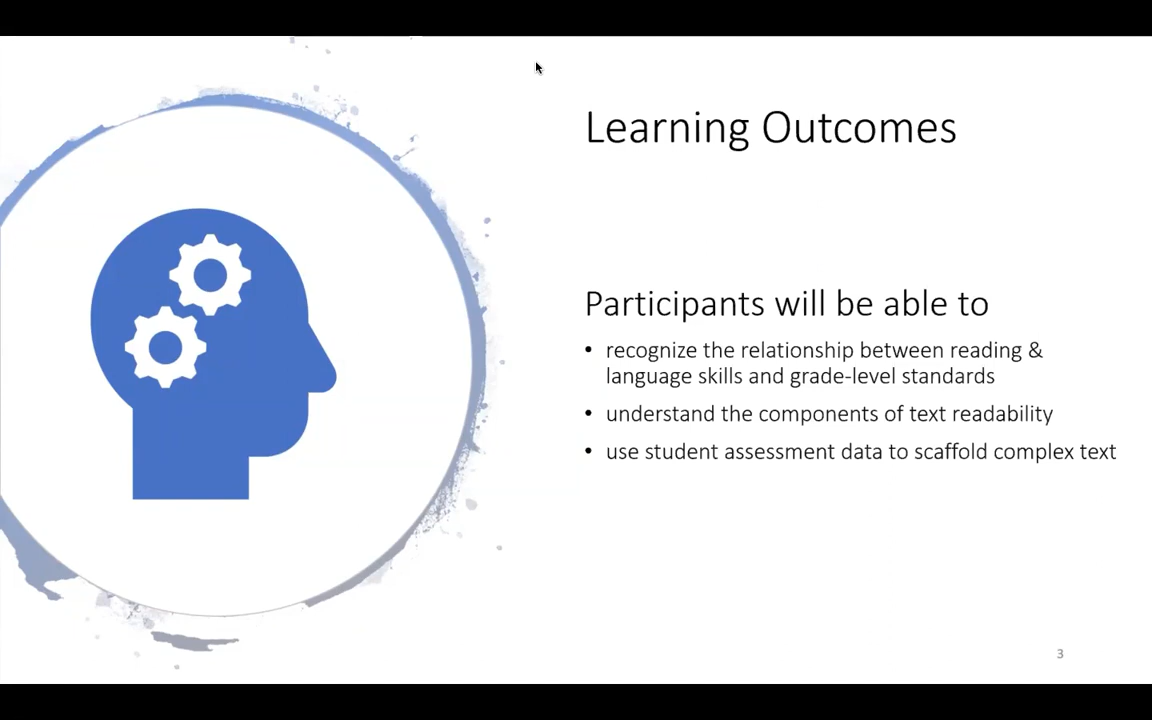 Learning Outcomes
Participants will be able to
• recognize the relationship between reading &
language skills and grade-level standards
• understand the components of text readability
• use student assessment data to scaffold complex text
3